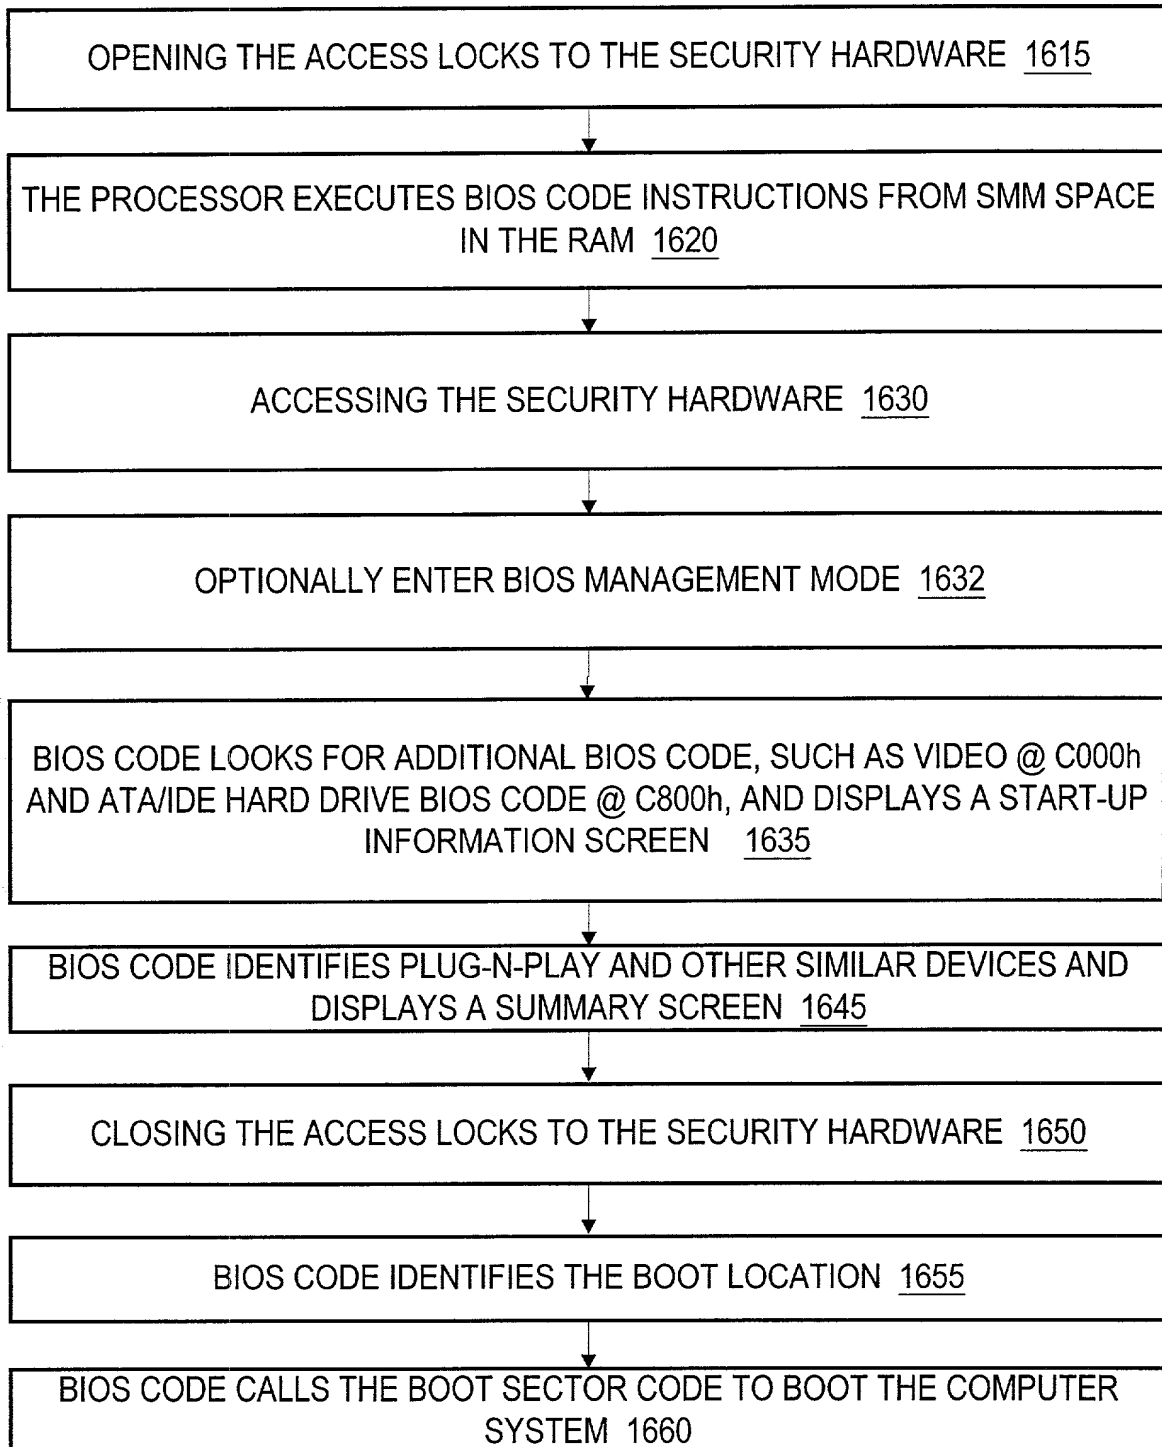 OPENING THE ACCESS LOCKS TO THE SECURITY HARDWARE 1615
THE PROCESSOR EXECUTES BIOS CODE INSTRUCTIONS FROM SMM SPACE
IN THE RAM 1620
ACCESSING THE SECURITY HARDWARE 1630
OPTIONALLY ENTER BIOS MANAGEMENT MODE 1632
BIOS CODE LOOKS FOR ADDITIONAL BIOS CODE, SUCH AS VIDEO @ C000h
AND ATA/IDE HARD DRIVE BIOS CODE @ C800h, AND DISPLAYS A START-UP
INFORMATION SCREEN 1635
BIOS CODE IDENTIFIES PLUG-N-PLAY AND OTHER SIMILAR DEVICES AND
DISPLAYS A SUMMARY SCREEN 1645
CLOSING THE ACCESS LOCKS TO THE SECURITY HARDWARE 1650
BIOS CODE IDENTIFIES THE BOOT LOCATION 1655
BIOS CODE CALLS THE BOOT SECTOR CODE TO BOOT THE COMPUTER
SYSTEM 1660